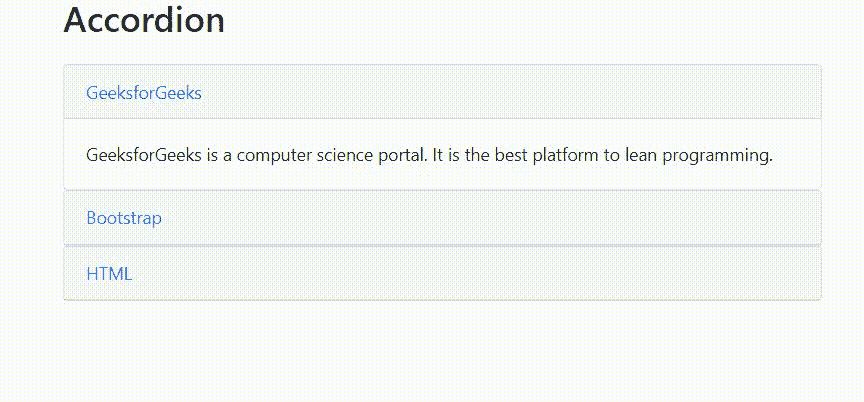 Accordion
GeeksforGeeks
GeeksforGeeks is a computer science portal. It is the best platform to lean programming.
Bootstrap
HTML